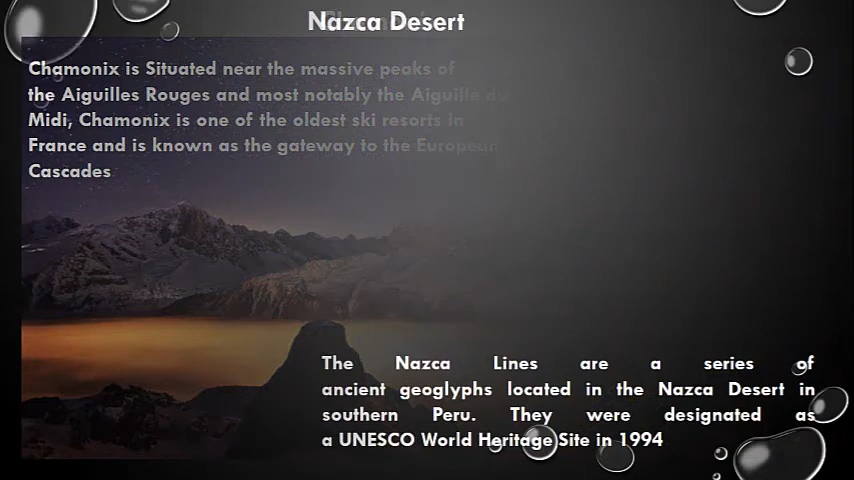 Nazca Desert
Chamonix is Situated near the massive peaks of
the Aiguilles Rouges and most notably the Aiguille du
Midi, Chamonix is one of the oldest ski resorts in
France and is known as the gateway to the European
Cascades
The Nazca Lines are a series of
ancient geoglyphs located in the Nazca Desert in
southern Peru. They were designated as
a UNESCO World Heritage Site in 1994